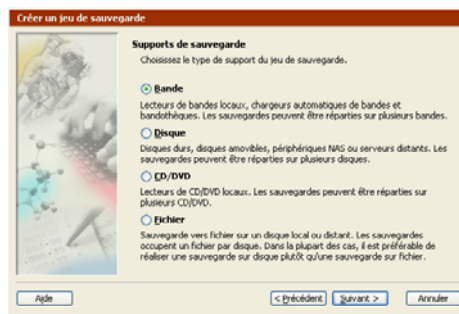 Créer un jeu de sauvegarde
Supports de sauvegarde
Choisissez le type de support du jeu de sauvegarde.
Bande
Lecteurs de bandes locaux, chargeurs automatiques de bandes et
bandothèques. Les sauvegardes peuvent être réparties sur plusieurs bandes.
Disque
Disques durs, disques amovibles, périphériques NAS ou serveurs distants. Les
sauvegardes peuvent être réparties sur plusieurs disques.
CD/DVD
Lecteurs de CD/DVD locaux. Les sauvegardes peuvent être réparties sur
plusieurs CD/DVD.
Fichier
Sauvegarde vers fichier sur un disque local ou distant. Les sauvegardes
occupent un fichier par disque. Dans la plupart des cas, il est préférable de
réaliser une sauvegarde sur disque plutôt qu'une sauvegarde sur fichier.
Aide < Précédent Suivant > Annuler